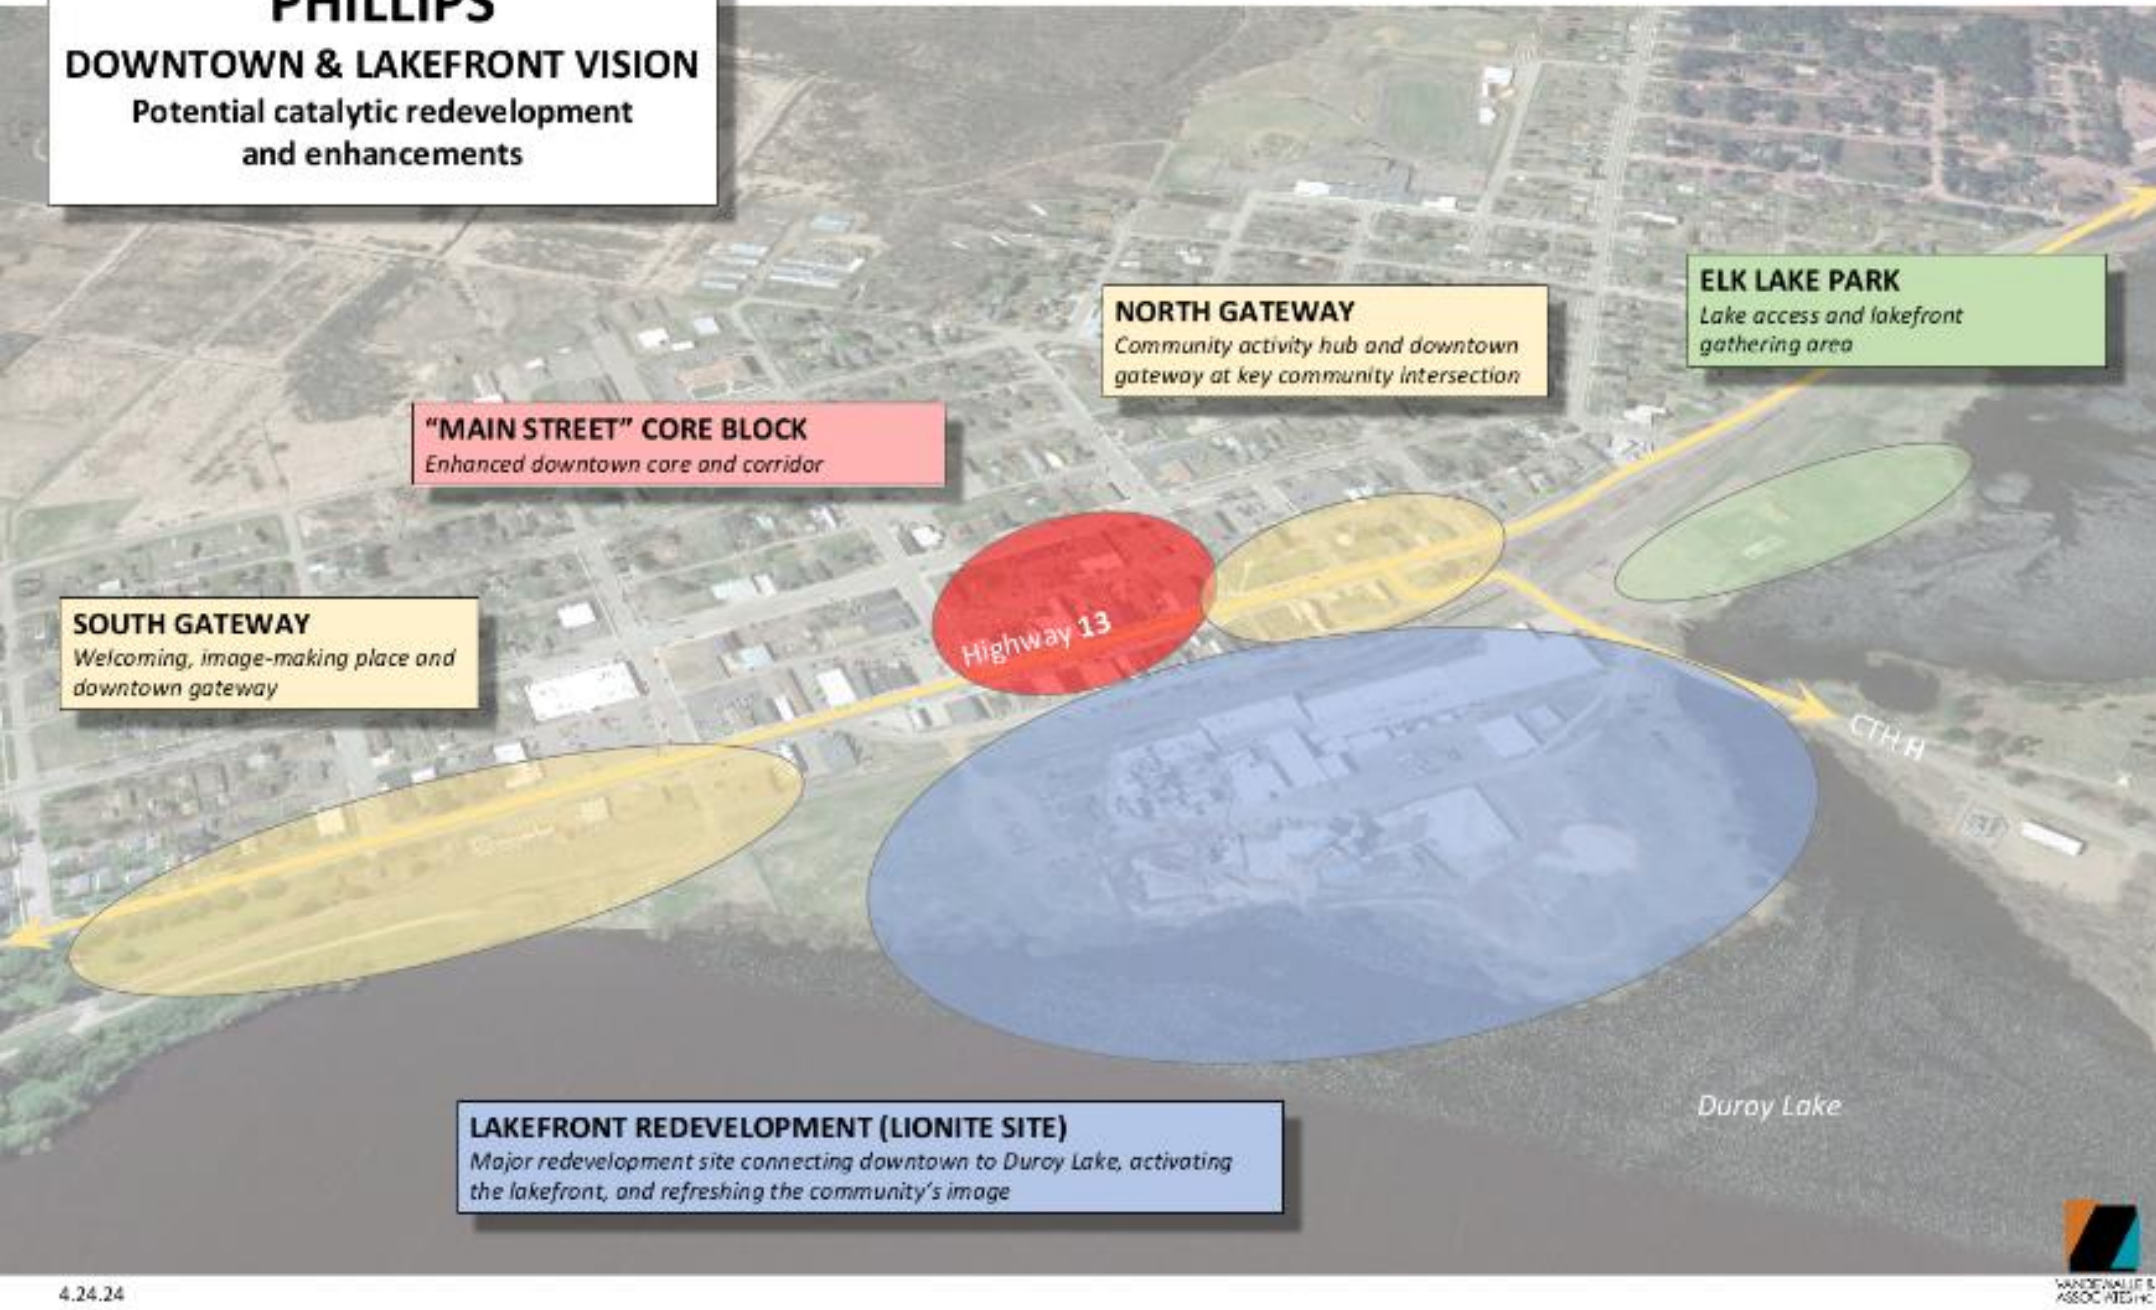 PHILLIPS
DOWNTOWN & LAKEFRONT VISION
Potential catalytic redevelopment
and enhancements
ELK LAKE PARK
Lake access and lakefront
gathering area
NORTH GATEWAY
Community activity hub and downtown
gateway at key community intersection
“MAIN STREET” CORE BLOCK
Enhanced downtown core and corridor
SOUTH GATEWAY
Welcoming, image-making place and
downtown gateway
Highway 13
CTH H
LAKEFRONT REDEVELOPMENT (LIONITE SITE)
Major redevelopment site connecting downtown to Duroy Lake, activating
the lakefront, and refreshing the community’s image
Duroy Lake
4.24.24
VANDEWALLE &
ASSOCIATES INC